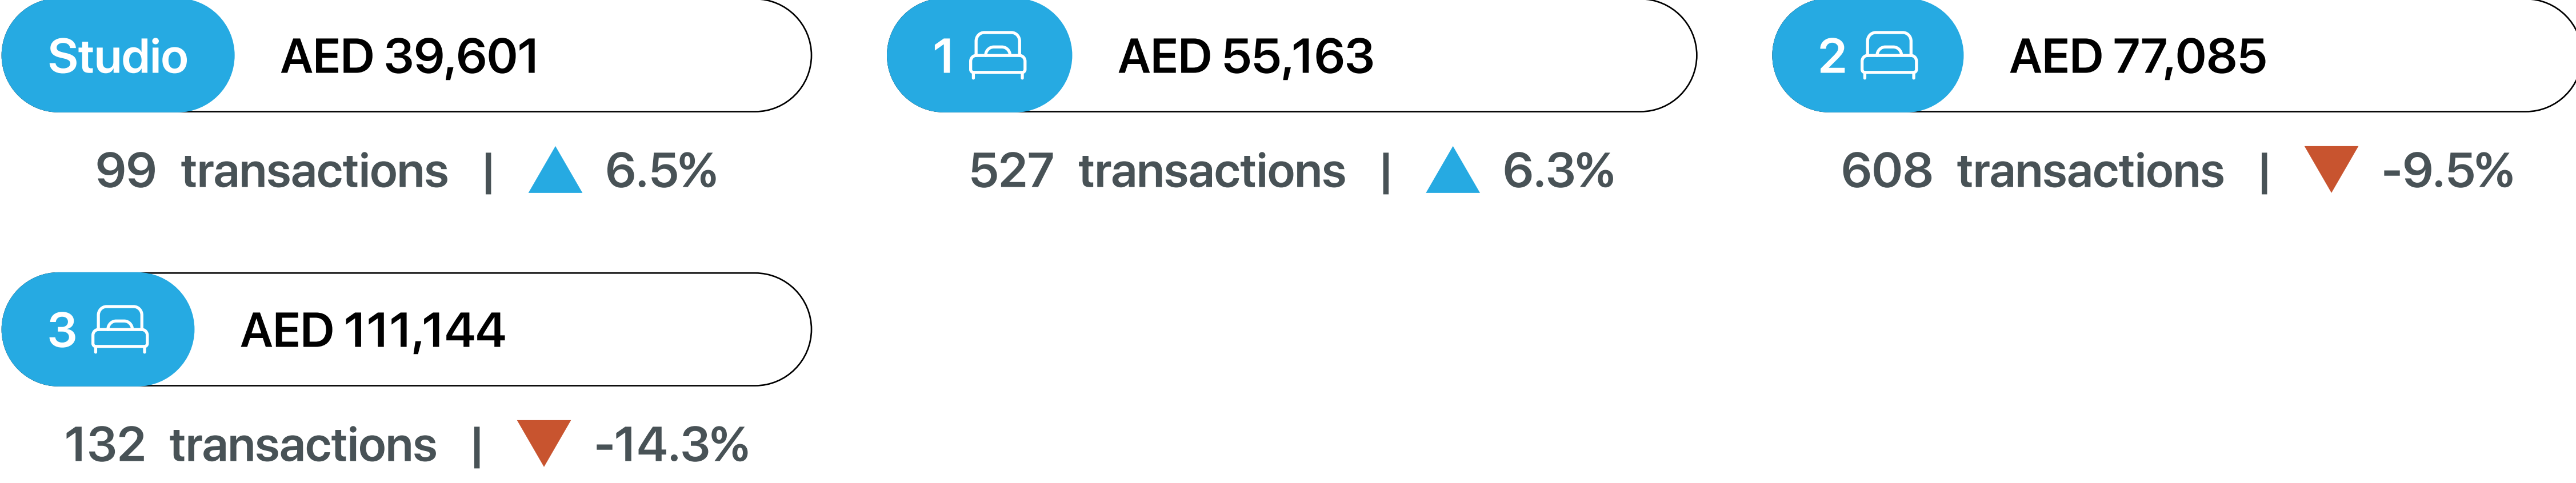 Studio AED 39,601
99 transactions | ▲ 6.5%
1 AED 55,163
527 transactions | ▲ 6.3%
2 AED 77,085
608 transactions | ▼ -9.5%
3 AED 111,144
132 transactions | ▼ -14.3%